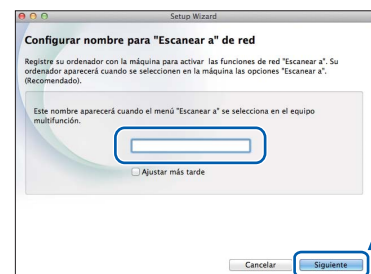 Setup Wizard
Configurar nombre para "Escanear a" de red
Registre su ordenador con la máquina para activar las funciones de red "Escanear a". Su
ordenador aparecerá cuando se seleccionen en la máquina las opciones "Escanear a".
(Recomendado).
Este nombre aparecerá cuando el menú "Escanear a" se selecciona en el equipo
multifunción.
Ajustar más tarde
Cancelar
Siguiente